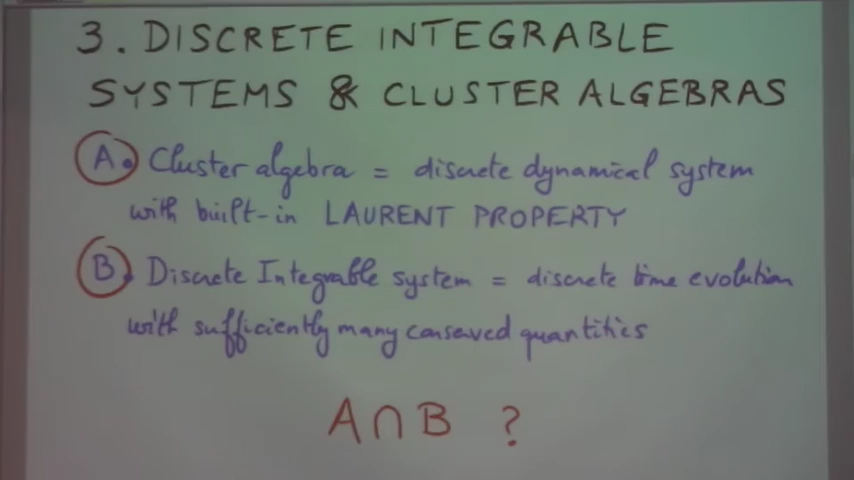 3. DISCRETE INTEGRABLE
SYSTEMS & CLUSTER ALGEBRAS
A. Cluster algebra = discrete dynamical system
with built-in LAURENT PROPERTY
B. Discrete Integrable system = discrete time evolution
with sufficiently many conserved quantities
A∩B ?